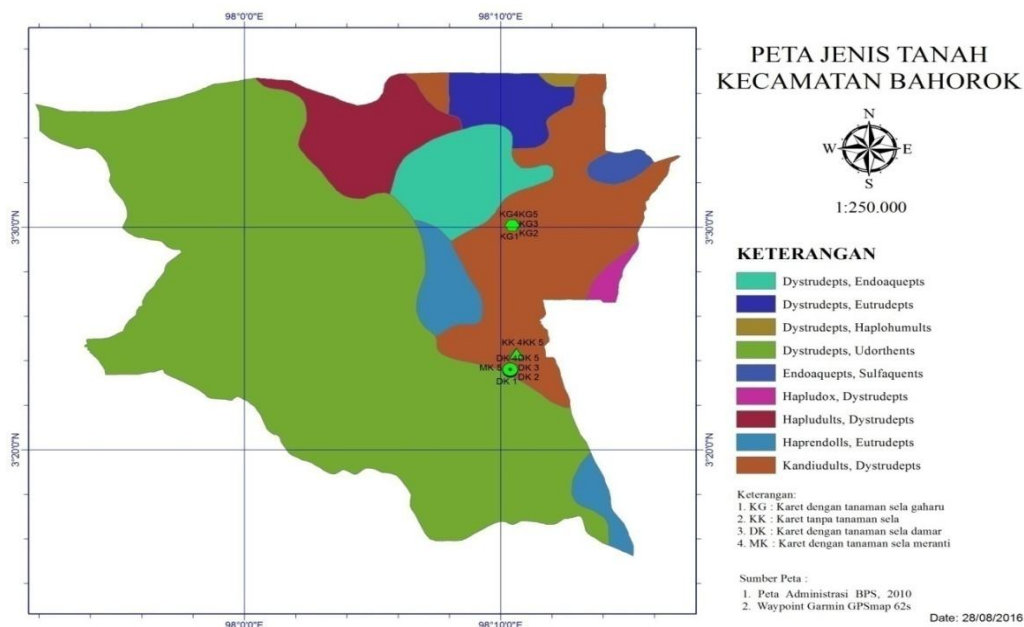 98°0'0"E 98°10'0"E
PETA JENIS TANAH
KECAMATAN BAHOROK
N
W E
S
1:250.000
3°30'0"N 3°30'0"N
KG4KG5
KG3
KG2
KG1
KK 4KK 5
DK 4DK 5
MK 5 DK 3
DK 2
DK 1
3°20'0"N 3°20'0"N
98°0'0"E 98°10'0"E
KETERANGAN
Dystrudepts, Endoaquepts
Dystrudepts, Eutrudepts
Dystrudepts, Haplohumults
Dystrudepts, Udorthents
Endoaquepts, Sulfaquents
Hapludox, Dystrudepts
Hapludults, Dystrudepts
Haprendolls, Eutrudepts
Kandiudults, Dystrudepts
Keterangan:
1. KG : Karet dengan tanaman sela gaharu
2. KK : Karet tanpa tanaman sela
3. DK : Karet dengan tanaman sela damar
4. MK : Karet dengan tanaman sela meranti
Sumber Peta :
1. Peta Administrasi BPS, 2010
2. Waypoint Garmin GPSmap 62s
Date: 28/08/2016